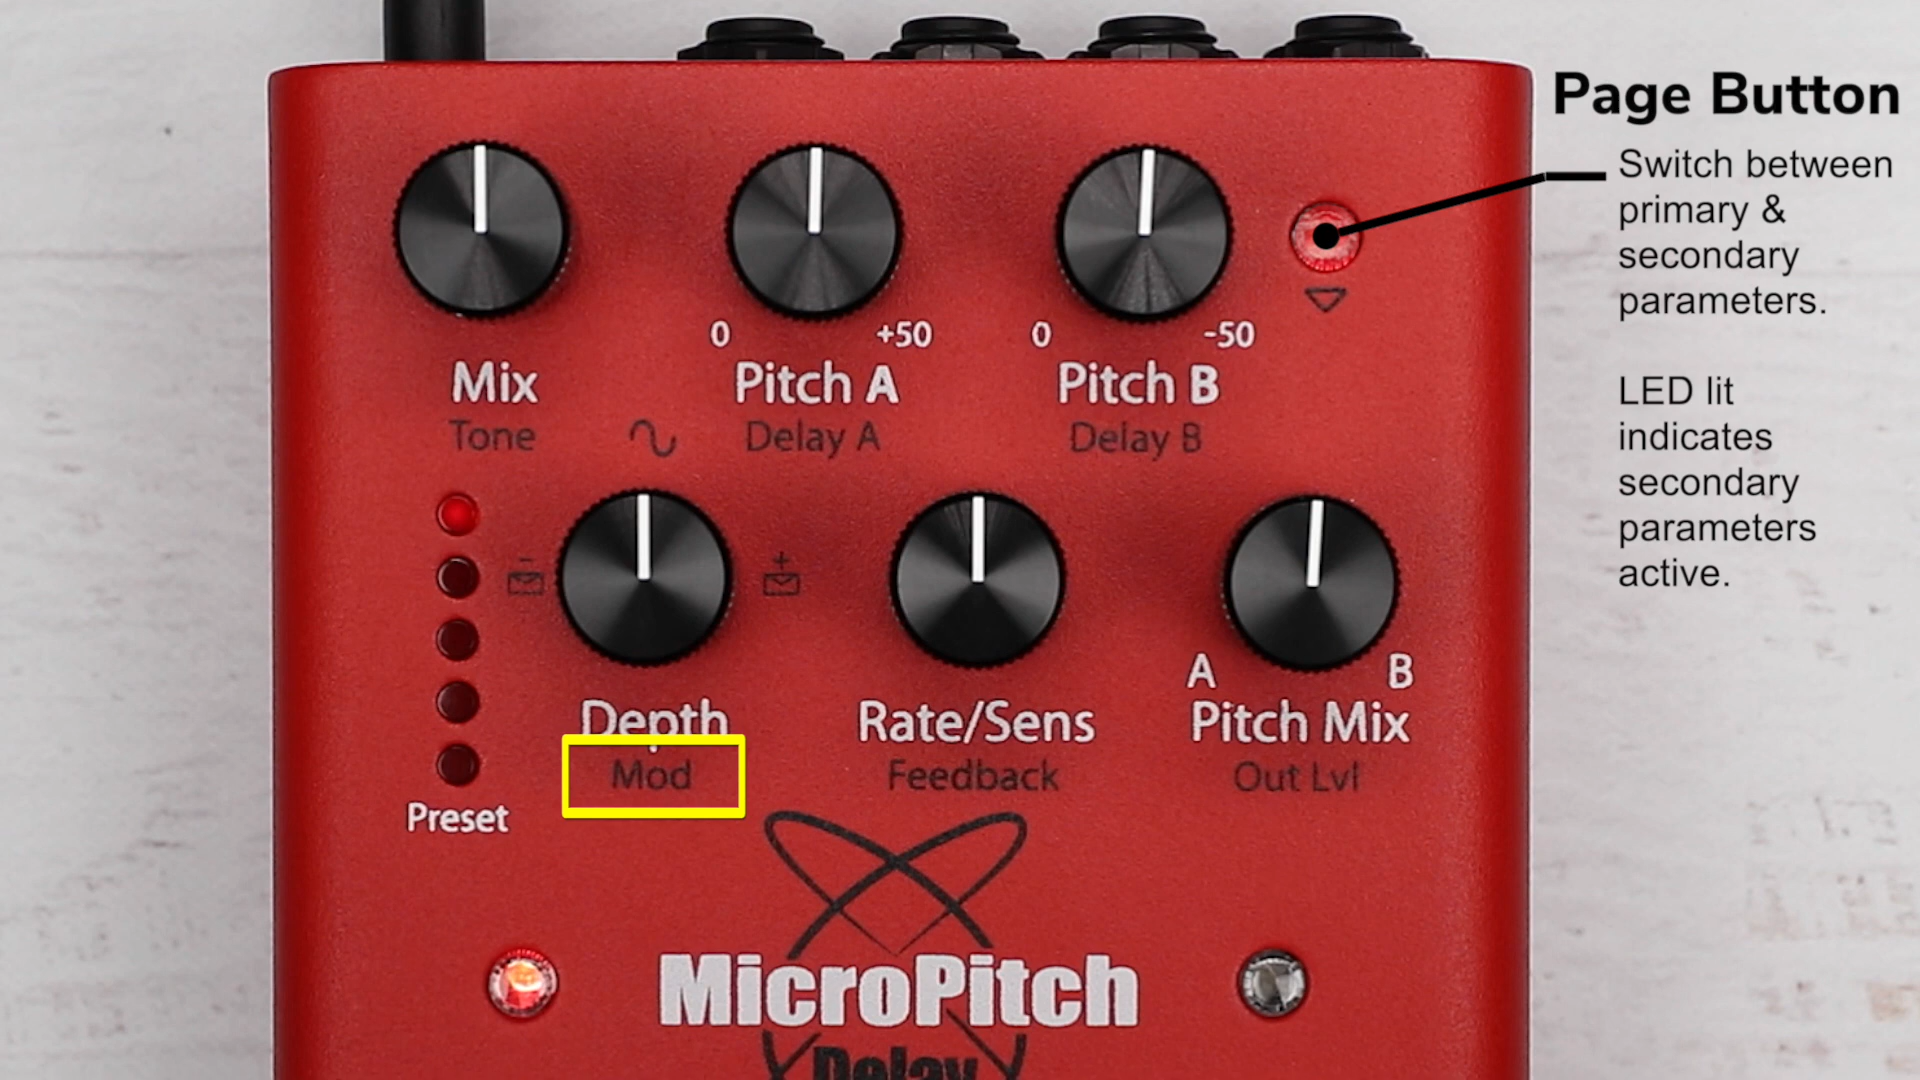 Page Button
Switch between
primary &
secondary
parameters.
LED lit
indicates
secondary
parameters
active.
0 +50 0 -50
Mix Pitch A Pitch B
Tone Delay A Delay B
A B
Depth Rate/Sens Pitch Mix
Mod Feedback Out Lvl
Preset
MicroPitch
Delay